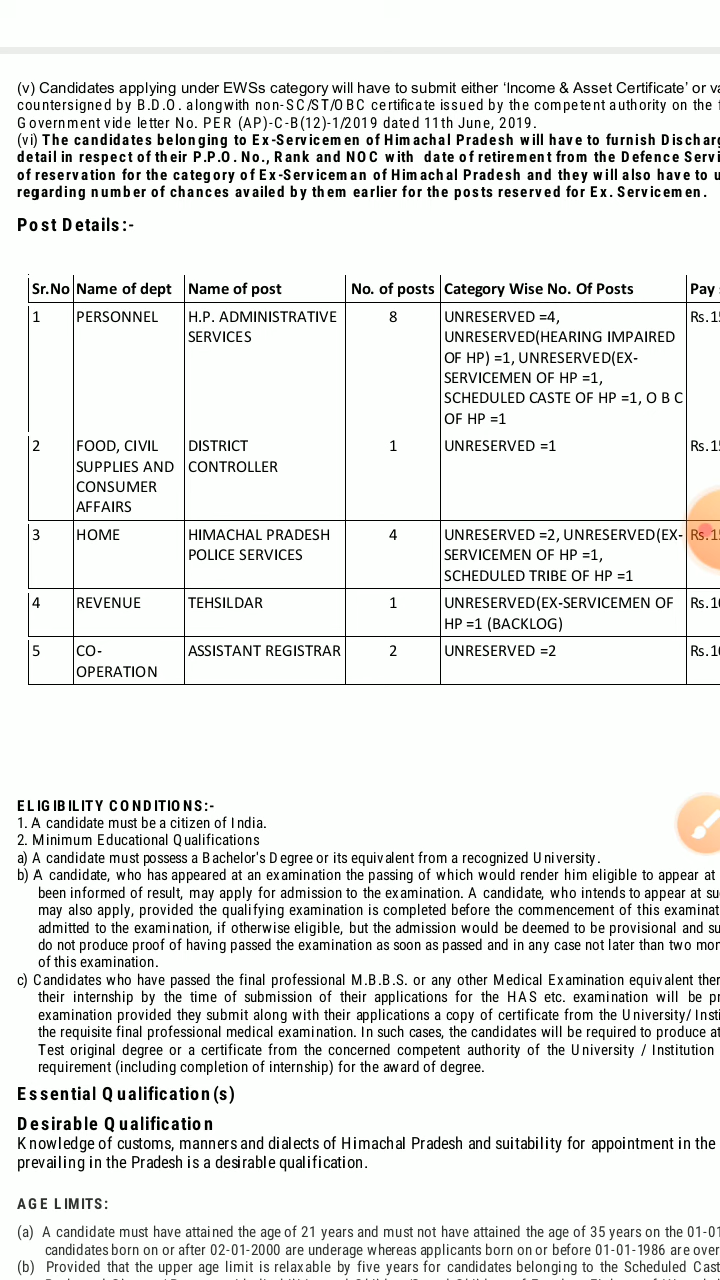 (v) Candidates applying under EWSs category will have to submit either ‘Income & Asset Certificate’ or
countersigned by B.D.O. alongwith non-SC/ST/OBC certificate issued by the competent authority on the
Government vide letter No. PER (AP)-C-B(12)-1/2019 dated 11th June, 2019.
(vi) The candidates belonging to Ex-Servicemen of Himachal Pradesh will have to furnish
detail in respect of their P.P.O. No., Rank and NOC with date of retirement from the Defence
of reservation for the category of Ex-Serviceman of Himachal Pradesh and they will also have to
regarding number of chances availed by them earlier for the posts reserved for Ex. Servicemen.
Post Details:-
Sr.No Name of dept Name of post No. of posts Category Wise No. Of Posts Pay
1 PERSONNEL H.P. ADMINISTRATIVE 8 UNRESERVED =4,
SERVICES UNRESERVED(HEARING IMPAIRED
OF HP) =1, UNRESERVED(EX-
SERVICEMEN OF HP =1,
SCHEDULED CASTE OF HP =1, O B C
OF HP =1
2 FOOD, CIVIL DISTRICT 1 UNRESERVED =1
SUPPLIES AND CONTROLLER
CONSUMER
AFFAIRS
3 HOME HIMACHAL PRADESH 4 UNRESERVED =2, UNRESERVED(EX-
POLICE SERVICES SERVICEMEN OF HP =1,
SCHEDULED TRIBE OF HP =1
4 REVENUE TEHSILDAR 1 UNRESERVED(EX-SERVICEMEN OF
HP =1 (BACKLOG)
5 CO- ASSISTANT REGISTRAR 2 UNRESERVED =2
OPERATION
ELIGIBILITY CONDITIONS:-
1. A candidate must be a citizen of India.
2. Minimum Educational Qualifications
a) A candidate must possess a Bachelor's Degree or its equivalent from a recognized University.
b) A candidate, who has appeared at an examination the passing of which would render him eligible to appear at
been informed of result, may apply for admission to the examination. A candidate, who intends to appear at
may also apply, provided the qualifying examination is completed before the commencement of this
admitted to the examination, if otherwise eligible, but the admission would be deemed to be provisional and
do not produce proof of having passed the examination as soon as passed and in any case not later than two
of this examination.
c) Candidates who have passed the final professional M.B.B.S. or any other Medical Examination equivalent
their internship by the time of submission of their applications for the HAS etc. examination will be
examination provided they submit along with their applications a copy of certificate from the University/
the requisite final professional medical examination. In such cases, the candidates will be required to produce at
Test original degree or a certificate from the concerned competent authority of the University / Institution
requirement (including completion of internship) for the award of degree.
Essential Qualification(s)
Desirable Qualification
Knowledge of customs, manners and dialects of Himachal Pradesh and suitability for appointment in the
prevailing in the Pradesh is a desirable qualification.
AGE LIMITS:
(a) A candidate must have attained the age of 21 years and must not have attained the age of 35 years on the
candidates born on or after 02-01-2000 are underage whereas applicants born on or before 01-01-1986 are
(b) Provided that the upper age limit is relaxable by five years for candidates belonging to the Scheduled